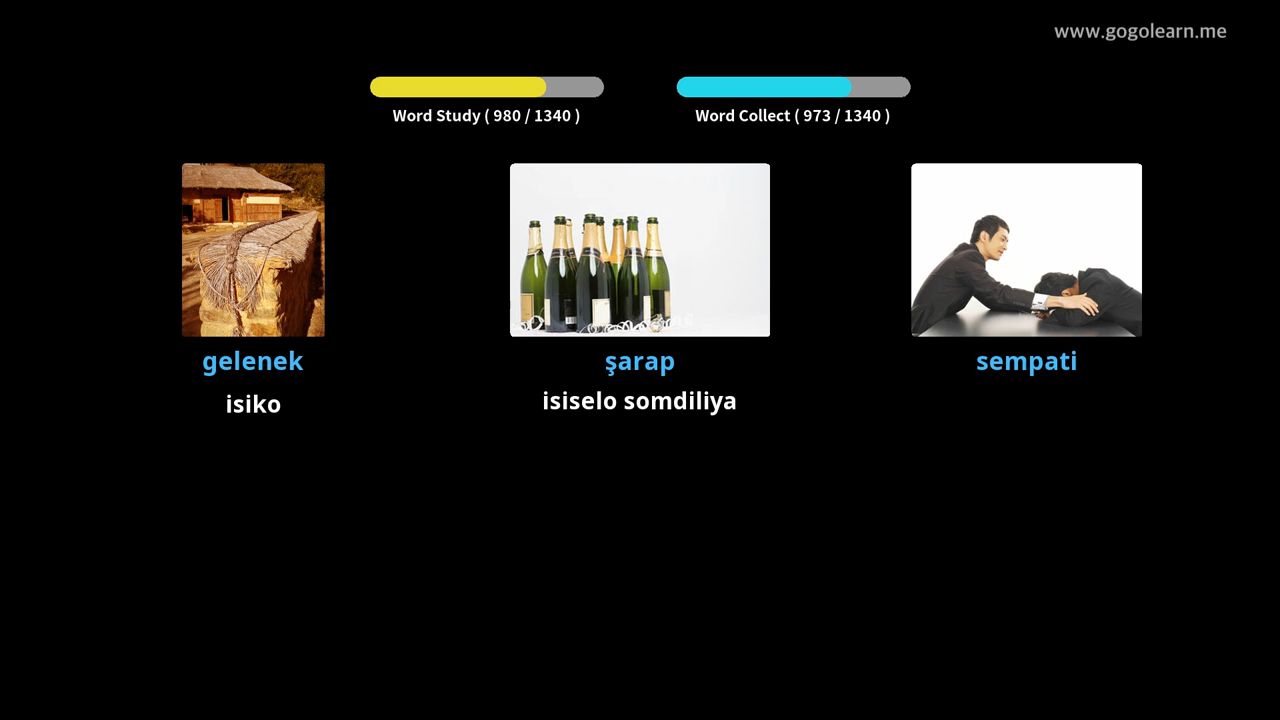 www.gogolearn.me
Word Study ( 980 / 1340 )
Word Collect ( 973 / 1340 )
gelenek
şarap
sempati
isiko
isiselo somdiliya